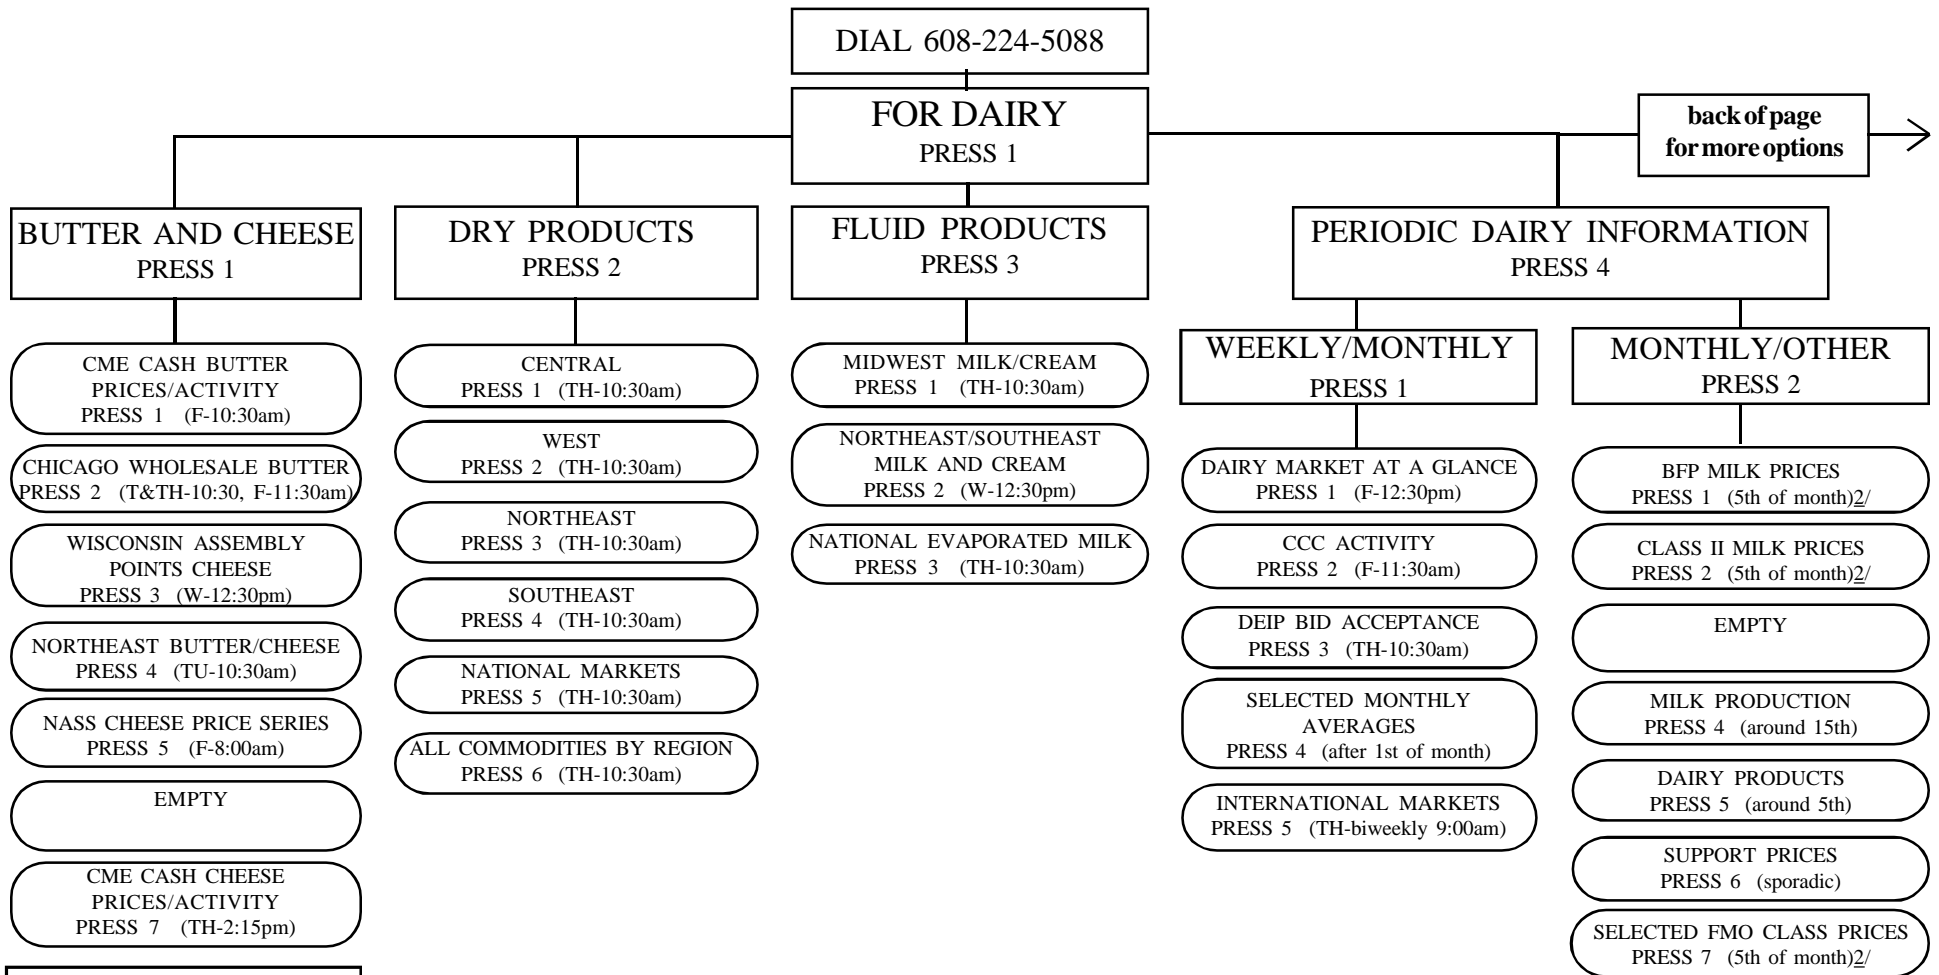 DIAL 608-224-5088
FOR DAIRY
PRESS 1
back of page
for more options
BUTTER AND CHEESE
PRESS 1
CME CASH BUTTER
PRICES/ACTIVITY
PRESS 1 (F-10:30am)
CHICAGO WHOLESALE BUTTER
PRESS 2 (T&TH-10:30, F-11:30am)
WISCONSIN ASSEMBLY
POINTS CHEESE
PRESS 3 (W-12:30pm)
NORTHEAST BUTTER/CHEESE
PRESS 4 (TU-10:30am)
NASS CHEESE PRICE SERIES
PRESS 5 (F-8:00am)
EMPTY
CME CASH CHEESE
PRICES/ACTIVITY
PRESS 7 (TH-2:15pm)
DRY PRODUCTS
PRESS 2
CENTRAL
PRESS 1 (TH-10:30am)
WEST
PRESS 2 (TH-10:30am)
NORTHEAST
PRESS 3 (TH-10:30am)
SOUTHEAST
PRESS 4 (TH-10:30am)
NATIONAL MARKETS
PRESS 5 (TH-10:30am)
ALL COMMODITIES BY REGION
PRESS 6 (TH-10:30am)
FLUID PRODUCTS
PRESS 3
MIDWEST MILK/CREAM
PRESS 1 (TH-10:30am)
NORTHEAST/SOUTHEAST
MILK AND CREAM
PRESS 2 (W-12:30pm)
NATIONAL EVAPORATED MILK
PRESS 3 (TH-10:30am)
PERIODIC DAIRY INFORMATION
PRESS 4
WEEKLY/MONTHLY
PRESS 1
DAIRY MARKET AT A GLANCE
PRESS 1 (F-12:30pm)
CCC ACTIVITY
PRESS 2 (F-11:30am)
DEIP BID ACCEPTANCE
PRESS 3 (TH-10:30am)
SELECTED MONTHLY
AVERAGES
PRESS 4 (after 1st of month)
INTERNATIONAL MARKETS
PRESS 5 (TH-biweekly 9:00am)
MONTHLY/OTHER
PRESS 2
BFP MILK PRICES
PRESS 1 (5th of month)2/
CLASS II MILK PRICES
PRESS 2 (5th of month)2/
EMPTY
MILK PRODUCTION
PRESS 4 (around 15th)
DAIRY PRODUCTS
PRESS 5 (around 5th)
SUPPORT PRICES
PRESS 6 (sporadic)
SELECTED FMO CLASS PRICES
PRESS 7 (5th of month)2/